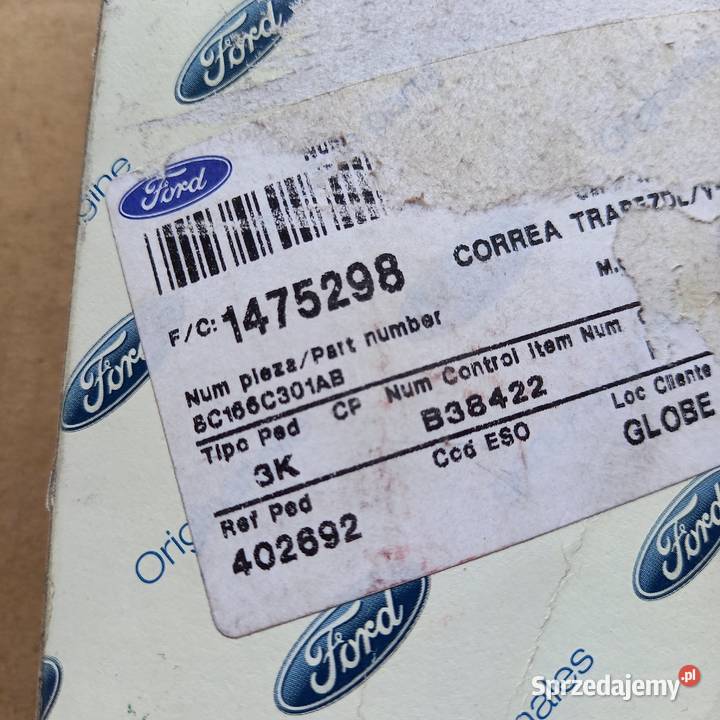 Ford
Ford
CORREA TRAPEZOL/
F/C: 1475298
Num pieza/Part number
8C166C301AB
CP Num Control Item Num
B38422
Tipo Ped
3K
Cod ESO
Loc Cliente
GLOBE
Ref Ped
402692
Ford
Ford
Ford
Sprzedajemy.pl